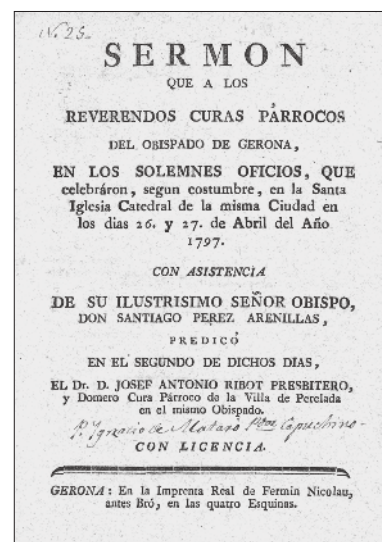 N. 25.
SERMON
QUE A LOS
REVERENDOS CURAS PÁRROCOS
DEL OBISPADO DE GERONA,
EN LOS SOLEMNES OFICIOS, QUE
celebráron, segun costumbre, en la Santa
Iglesia Catedral de la misma Ciudad en
los dias 26. y 27. de Abril del Año
1797.
CON ASISTENCIA
DE SU ILUSTRISIMO SEÑOR OBISPO,
DON SANTIAGO PEREZ ARENILLAS,
PREDICÓ
EN EL SEGUNDO DE DICHOS DIAS,
EL Dr. D. JOSEF ANTONIO RIBOT PRESBITERO,
y Domero Cura Párroco de la Villa de Perelada
en el mismo Obispado.
P. Ygnacio de Mataró Capuchino
CON LICENCIA.
GERONA: En la Imprenta Real de Fermin Nicolau,
antes Bró, en las quatro Esquinas.